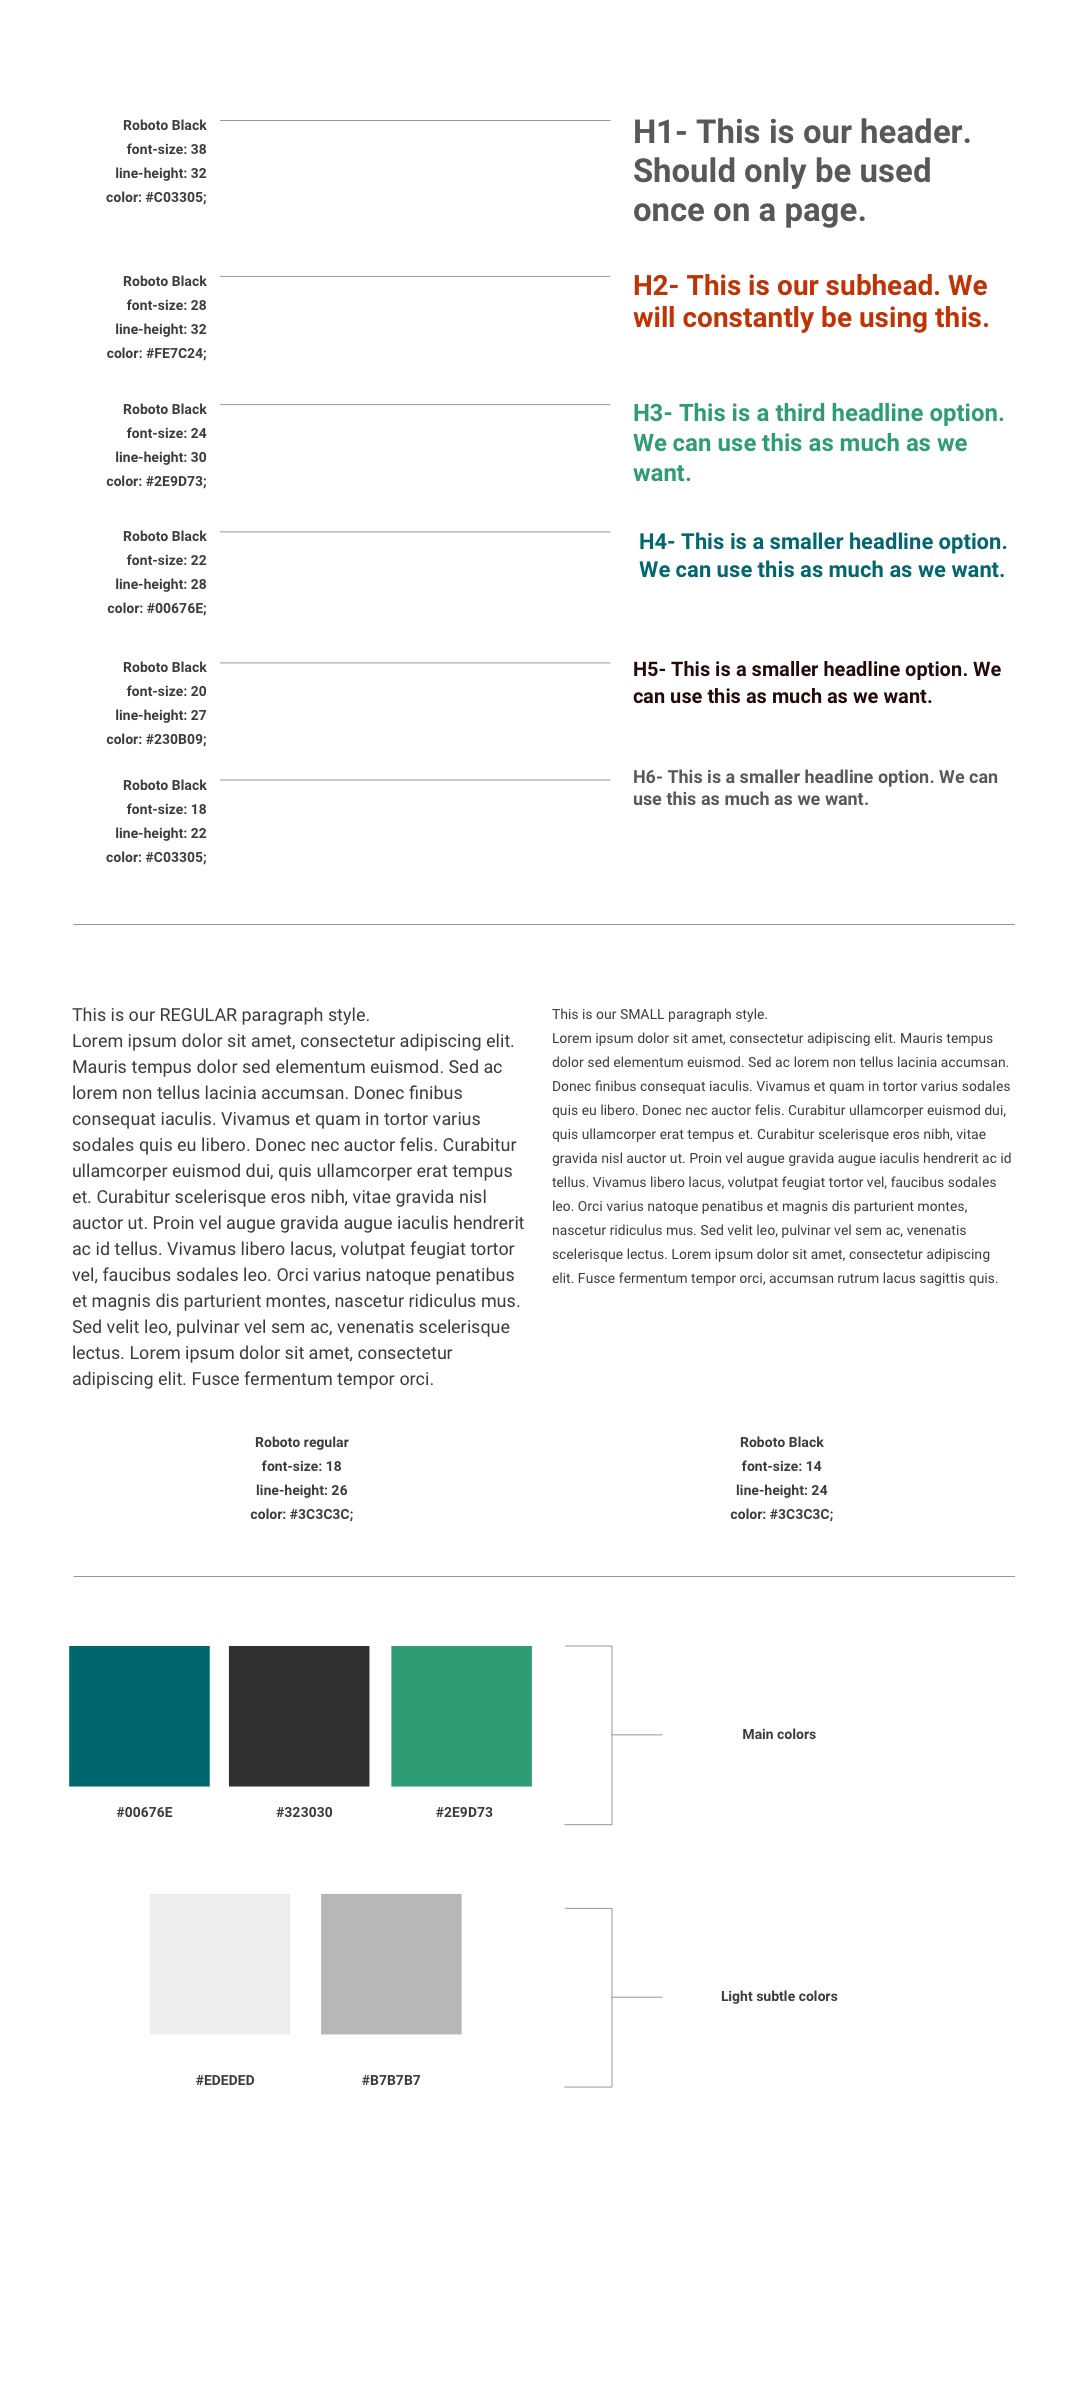 Roboto Black
font-size: 38
line-height: 32
color: #C03305;
H1- This is our header.
Should only be used
once on a page.
Roboto Black
font-size: 28
line-height: 32
color: #FE7C24;
H2- This is our subhead. We
will constantly be using this.
Roboto Black
font-size: 24
line-height: 30
color: #2E9D73;
H3- This is a third headline option.
We can use this as much as we
want.
Roboto Black
font-size: 22
line-height: 28
color: #00676E;
H4- This is a smaller headline option.
We can use this as much as we want.
Roboto Black
font-size: 20
line-height: 27
color: #230B09;
H5- This is a smaller headline option. We
can use this as much as we want.
Roboto Black
font-size: 18
line-height: 22
color: #C03305;
H6- This is a smaller headline option. We can
use this as much as we want.
This is our REGULAR paragraph style.
Lorem ipsum dolor sit amet, consectetur adipiscing elit.
Mauris tempus dolor sed elementum euismod. Sed ac
lorem non tellus lacinia accumsan. Donec finibus
consequat iaculis. Vivamus et quam in tortor varius
sodales quis eu libero. Donec nec auctor felis. Curabitur
ullamcorper euismod dui, quis ullamcorper erat tempus
et. Curabitur scelerisque eros nibh, vitae gravida nisl
auctor ut. Proin vel augue gravida augue iaculis hendrerit
ac id tellus. Vivamus libero lacus, volutpat feugiat tortor
vel, faucibus sodales leo. Orci varius natoque penatibus
et magnis dis parturient montes, nascetur ridiculus mus.
Sed velit leo, pulvinar vel sem ac, venenatis scelerisque
lectus. Lorem ipsum dolor sit amet, consectetur
adipiscing elit. Fusce fermentum tempor orci.
Roboto regular
font-size: 18
line-height: 26
color: #3C3C3C;
This is our SMALL paragraph style.
Lorem ipsum dolor sit amet, consectetur adipiscing elit. Mauris tempus
dolor sed elementum euismod. Sed ac lorem non tellus lacinia accumsan.
Donec finibus consequat iaculis. Vivamus et quam in tortor varius sodales
quis eu libero. Donec nec auctor felis. Curabitur ullamcorper euismod dui,
quis ullamcorper erat tempus et. Curabitur scelerisque eros nibh, vitae
gravida nisl auctor ut. Proin vel augue gravida augue iaculis hendrerit ac id
tellus. Vivamus libero lacus, volutpat feugiat tortor vel, faucibus sodales
leo. Orci varius natoque penatibus et magnis dis parturient montes,
nascetur ridiculus mus. Sed velit leo, pulvinar vel sem ac, venenatis
scelerisque lectus. Lorem ipsum dolor sit amet, consectetur adipiscing
elit. Fusce fermentum tempor orci, accumsan rutrum lacus sagittis quis.
Roboto Black
font-size: 14
line-height: 24
color: #3C3C3C;
#00676E
#323030
#2E9D73
Main colors
#EDEDED
#B7B7B7
Light subtle colors